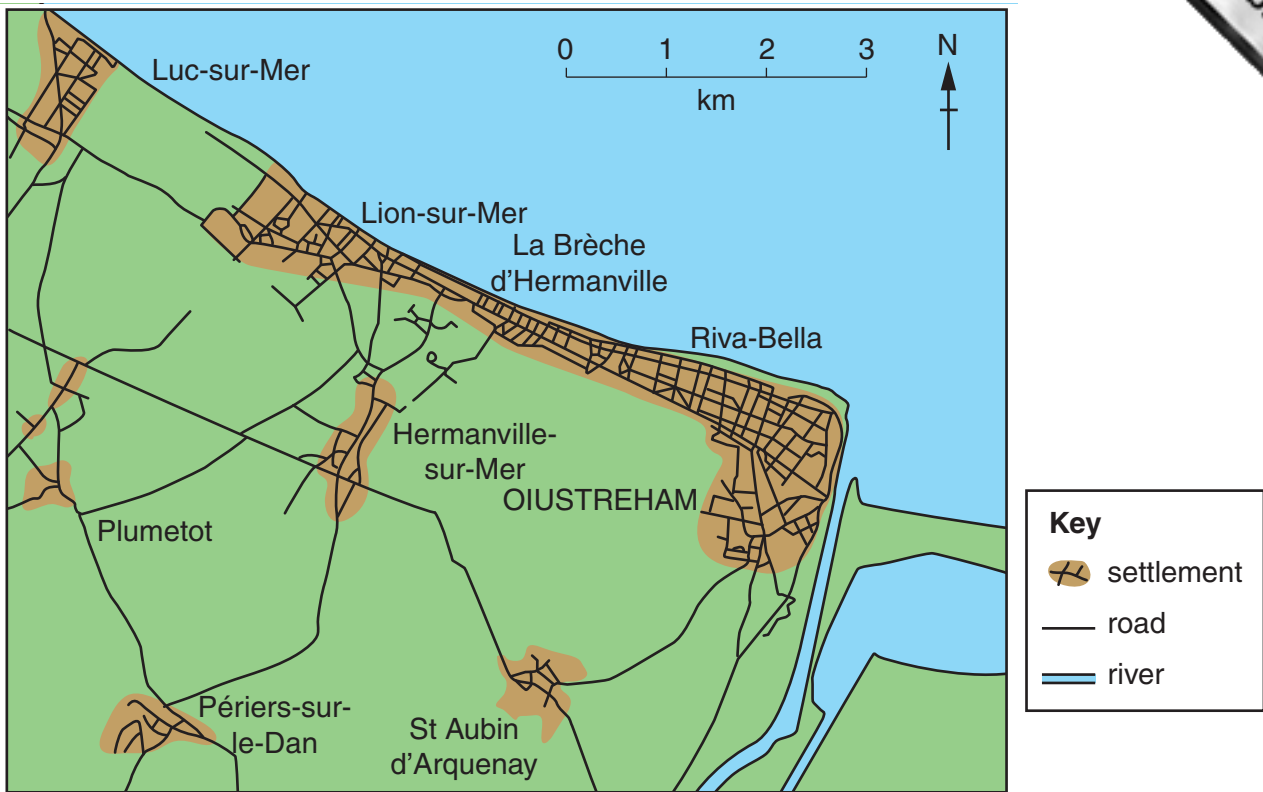 Luc-sur-Mer
0 1 2 3
km
N
Lion-sur-Mer
La Brèche
d'Hermanville
Riva-Bella
Hermanville-
sur-Mer
OIUSTREHAM
Plumetot
Périers-sur-
le-Dan
St Aubin
d'Arquenay
Key
settlement
road
river